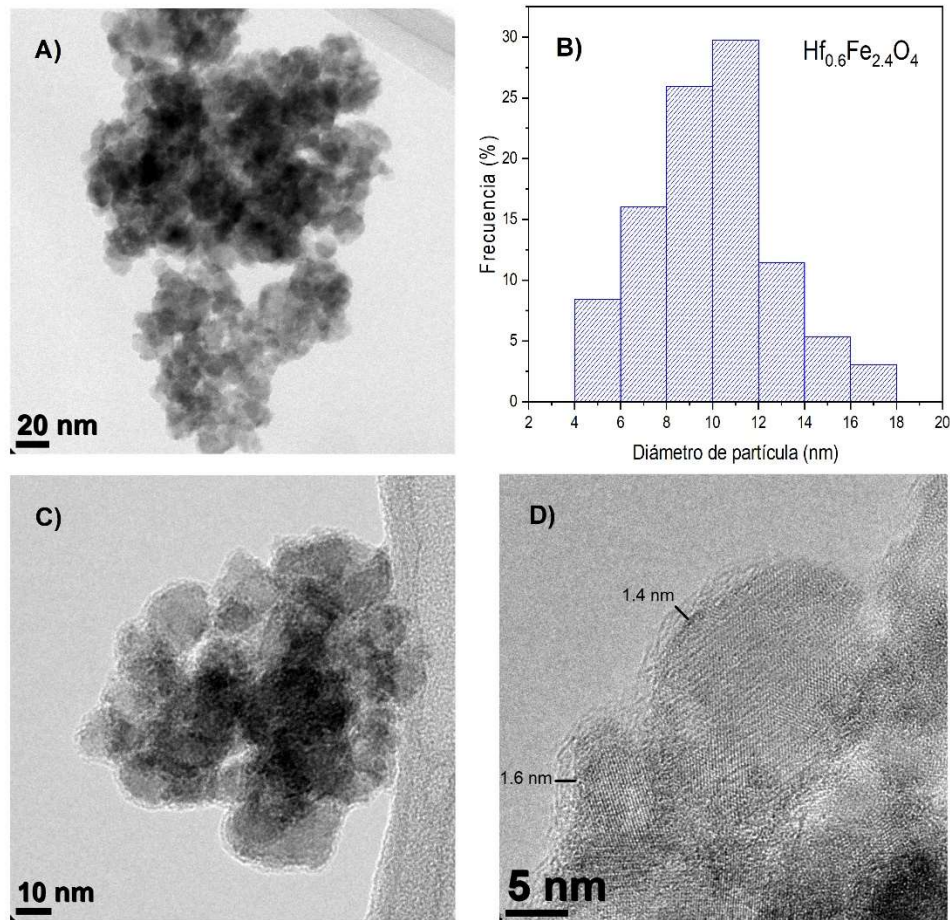 A)
20 nm
B)
Hf0.6Fe2.4O4
Frecuencia (%)
30
25
20
15
10
5
0
2 4 6 8 10 12 14 16 18 20
Diámetro de partícula (nm)
C)
10 nm
D)
1.4 nm
1.6 nm
5 nm